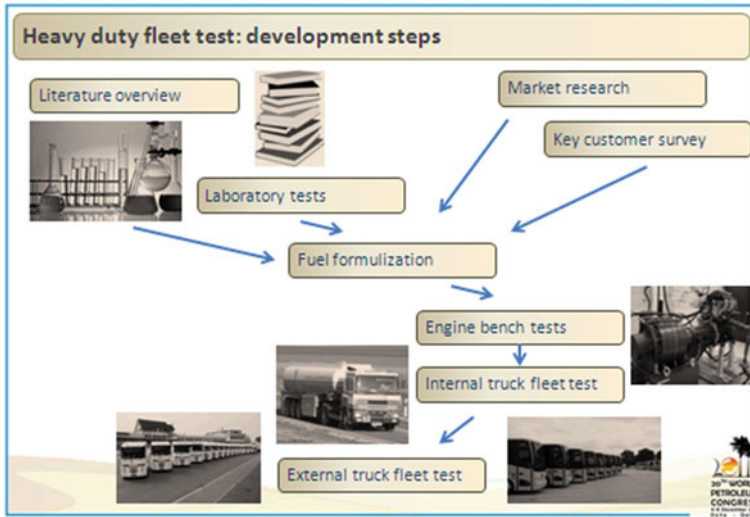 Heavy duty fleet test: development steps
Literature overview
Market research
Key customer survey
Laboratory tests
Fuel formulization
Engine bench tests
Internal truck fleet test
External truck fleet test
20TH WORLD
PETROLEUM
CONGRESS